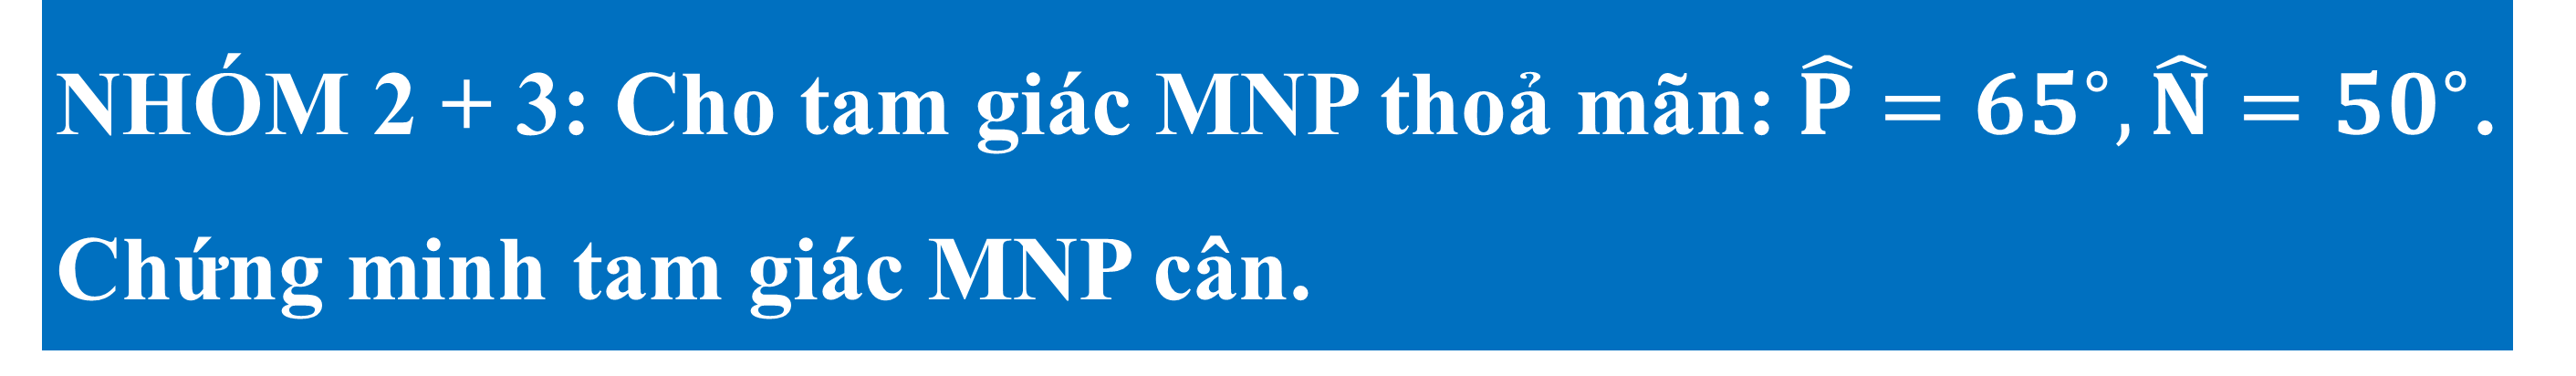 NHÓM 2 + 3: Cho tam giác MNP thoả mãn: P̂ = 65°, N̂ = 50°.
Chứng minh tam giác MNP cân.